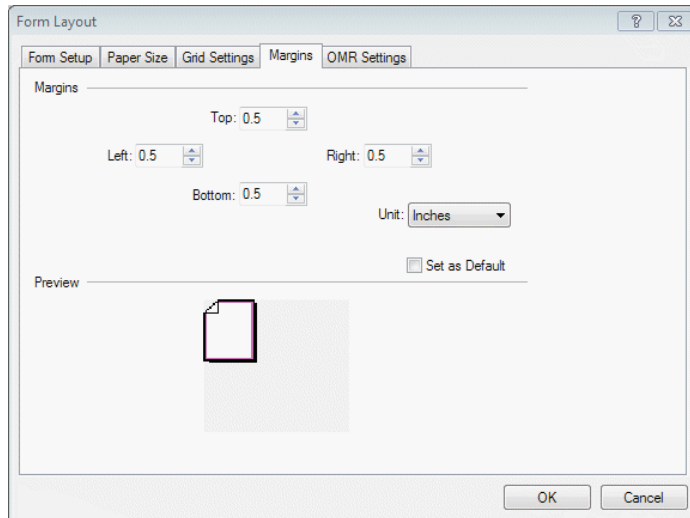 Form Layout
Form Setup Paper Size Grid Settings Margins OMR Settings
Margins
Top: 0.5
Left: 0.5 Right: 0.5
Bottom: 0.5
Unit: Inches
Set as Default
Preview
OK Cancel